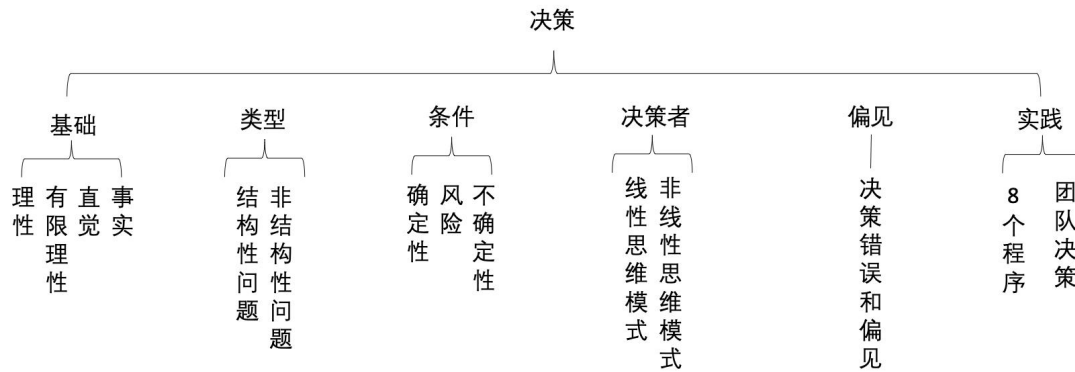 决策
基础
类型
条件
决策者
偏见
实践
理性
有限理性
直觉
事实
结构性问题
非结构性问题
确定性
风险
不确定性
线性思维模式
非线性思维模式
决策错误和偏见
8个程序
团队决策